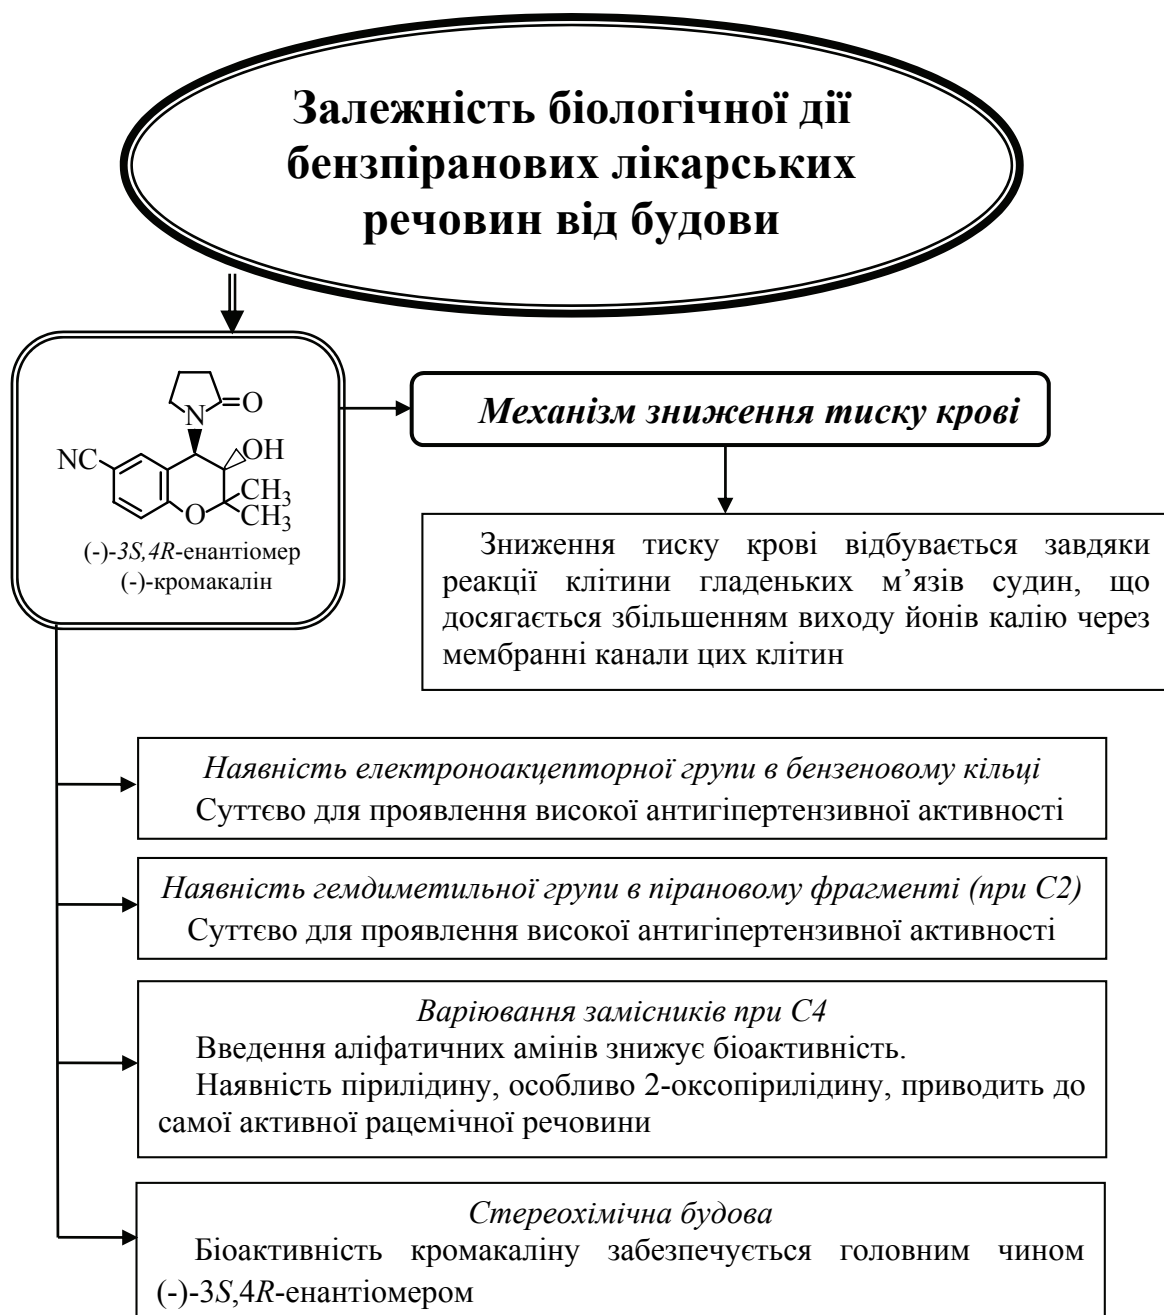 Залежність біологічної дії
бензпіранових лікарських
речовин від будови
N
O
NC
OH
CH3
O
CH3
(-)-3S,4R-енантіомер
(-)-кромакалін
Механізм зниження тиску крові
Зниження тиску крові відбувається завдяки
реакції клітини гладеньких м’язів судин, що
досягається збільшенням виходу йонів калію через
мембранні канали цих клітин
Наявність електроноакцепторної групи в бензеновому кільці
Суттєво для проявлення високої антигіпертензивної активності
Наявність гемдиметильної групи в пірановому фрагменті (при С2)
Суттєво для проявлення високої антигіпертензивної активності
Варіювання замісників при С4
Введення аліфатичних амінів знижує біоактивність.
Наявність пірилідину, особливо 2-оксопірилідину, приводить до
самої активної рацемічної речовини
Стереохімічна будова
Біоактивність кромакаліну забезпечується головним чином
(-)-3S,4R-енантіомером